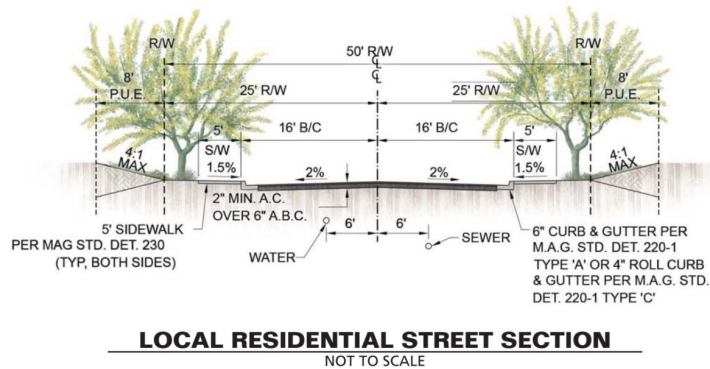 R/W
50' R/W
R/W
℄
8'
℄
8'
P.U.E.
25' R/W
25' R/W
P.U.E.
5'
16' B/C
16' B/C
5'
4:1
MAX
S/W
1.5%
2%
2%
S/W
1.5%
4:1
MAX
2" MIN. A.C.
OVER 6" A.B.C.
5' SIDEWALK
PER MAG STD. DET. 230
(TYP, BOTH SIDES)
6'
6'
WATER
SEWER
6" CURB & GUTTER PER
M.A.G. STD. DET. 220-1
TYPE 'A' OR 4" ROLL CURB
& GUTTER PER M.A.G. STD.
DET. 220-1 TYPE 'C'
LOCAL RESIDENTIAL STREET SECTION
NOT TO SCALE